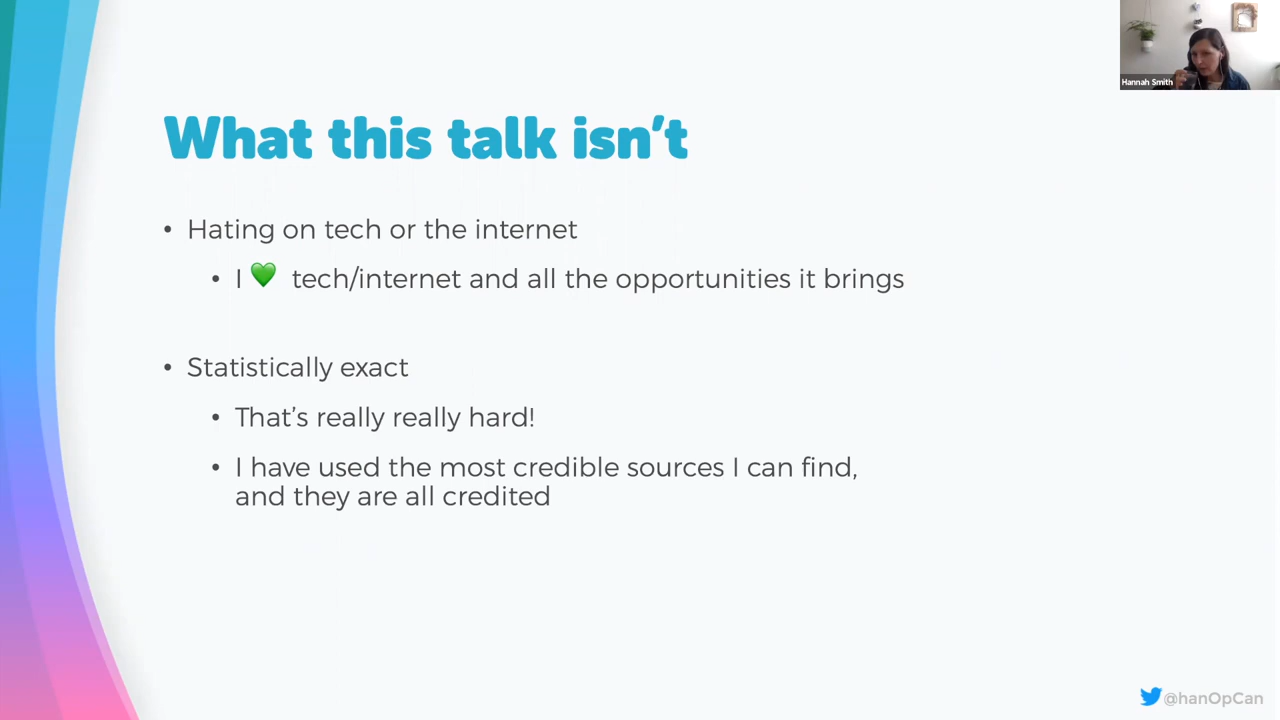 Hannah Smith
What this talk isn't
• Hating on tech or the internet
• I 💚 tech/internet and all the opportunities it brings
• Statistically exact
• That's really really hard!
• I have used the most credible sources I can find,
and they are all credited
@hanOpCan